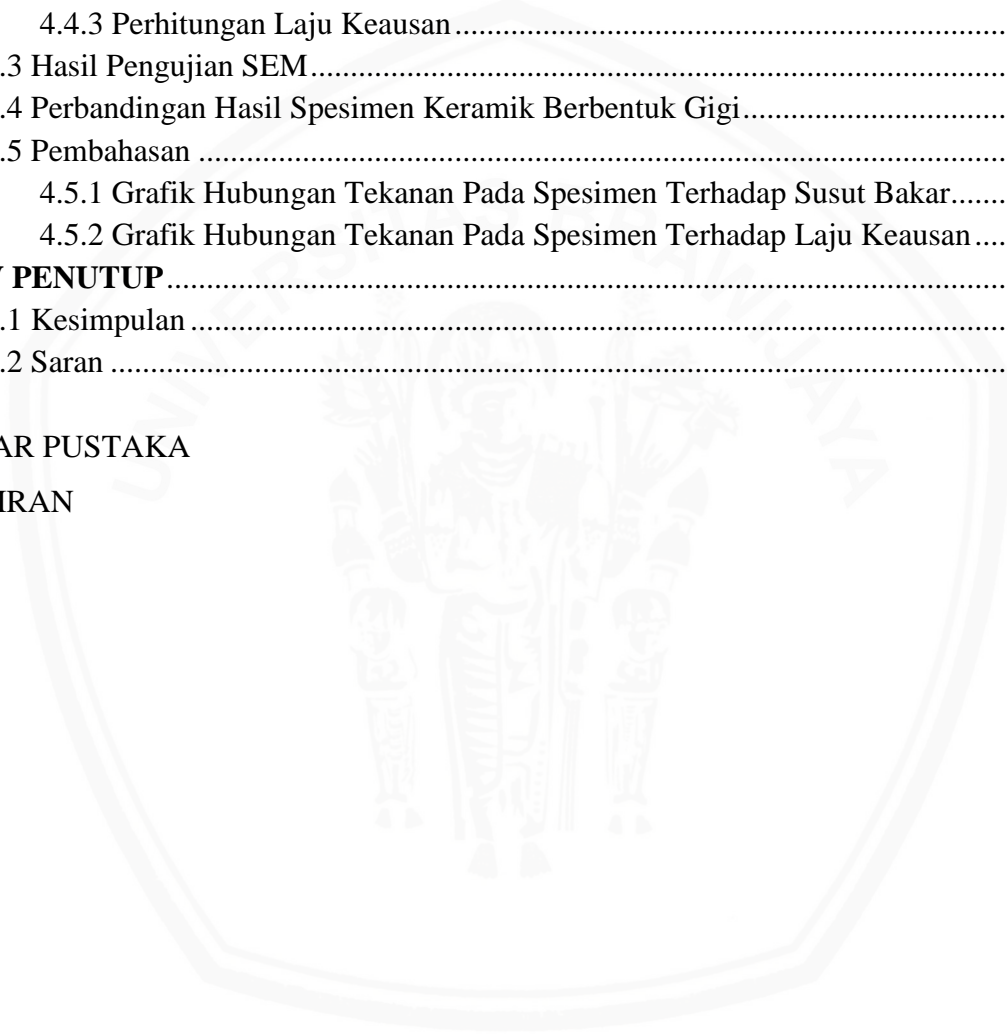 4.4.3 Perhitungan Laju Keausan
.3 Hasil Pengujian SEM
.4 Perbandingan Hasil Spesimen Keramik Berbentuk Gigi
.5 Pembahasan
4.5.1 Grafik Hubungan Tekanan Pada Spesimen Terhadap Susut Bakar
4.5.2 Grafik Hubungan Tekanan Pada Spesimen Terhadap Laju Keausan
PENUTUP
.1 Kesimpulan
.2 Saran
AR PUSTAKA
IRAN
UNIVERSITAS BRAWIJAYA